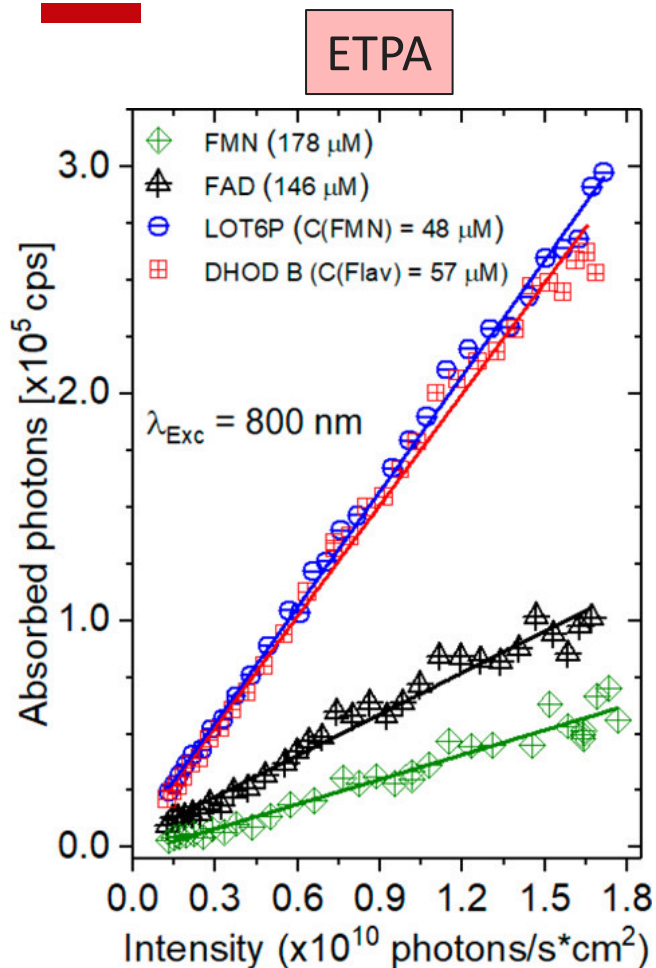 ETPA
3.0
FMN (178 μM)
FAD (146 μM)
LOT6P (C(FMN) = 48 μM)
DHOD B (C(Flav) = 57 μM)
2.0
λExc = 800 nm
1.0
0.0
Absorbed photons [x10⁵ cps]
0.0 0.3 0.6 0.9 1.2 1.5 1.8
Intensity (x10¹⁰ photons/s*cm²)